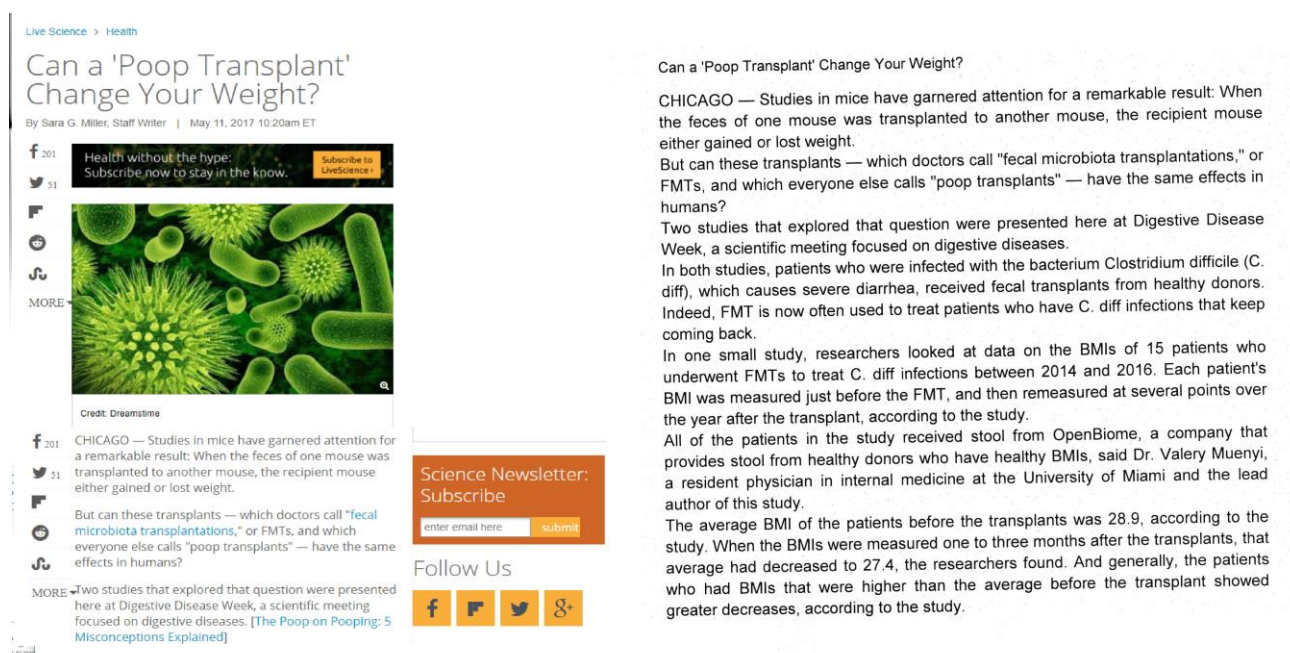 Live Science > Health
Can a 'Poop Transplant'
Change Your Weight?
By Sara G. Miller, Staff Writer | May 11, 2017 10:20am ET
201
51
MORE
Health without the hype:
Subscribe now to stay in the know.
Subscribe to
LiveScience ›
Credit: Dreamstime
201
51
MORE
CHICAGO — Studies in mice have garnered attention for
a remarkable result: When the feces of one mouse was
transplanted to another mouse, the recipient mouse
either gained or lost weight.
But can these transplants — which doctors call "fecal
microbiota transplantations," or FMTs, and which
everyone else calls "poop transplants" — have the same
effects in humans?
Two studies that explored that question were presented
here at Digestive Disease Week, a scientific meeting
focused on digestive diseases. [The Poop on Pooping: 5
Misconceptions Explained]
Science Newsletter:
Subscribe
enter email here
submit
Follow Us
Can a 'Poop Transplant' Change Your Weight?
CHICAGO — Studies in mice have garnered attention for a remarkable result: When
the feces of one mouse was transplanted to another mouse, the recipient mouse
either gained or lost weight.
But can these transplants — which doctors call "fecal microbiota transplantations," or
FMTs, and which everyone else calls "poop transplants" — have the same effects in
humans?
Two studies that explored that question were presented here at Digestive Disease
Week, a scientific meeting focused on digestive diseases.
In both studies, patients who were infected with the bacterium Clostridium difficile (C.
diff), which causes severe diarrhea, received fecal transplants from healthy donors.
Indeed, FMT is now often used to treat patients who have C. diff infections that keep
coming back.
In one small study, researchers looked at data on the BMIs of 15 patients who
underwent FMTs to treat C. diff infections between 2014 and 2016. Each patient's
BMI was measured just before the FMT, and then remeasured at several points over
the year after the transplant, according to the study.
All of the patients in the study received stool from OpenBiome, a company that
provides stool from healthy donors who have healthy BMIs, said Dr. Valery Muenyi,
a resident physician in internal medicine at the University of Miami and the lead
author of this study.
The average BMI of the patients before the transplants was 28.9, according to the
study. When the BMIs were measured one to three months after the transplants, that
average had decreased to 27.4, the researchers found. And generally, the patients
who had BMIs that were higher than the average before the transplant showed
greater decreases, according to the study.